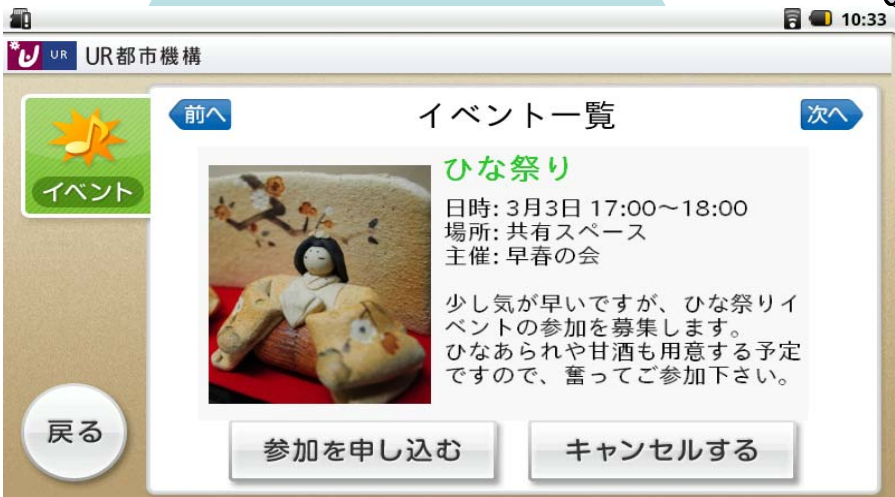 10:33
UR UR都市機構
イベント
前へ
イベント一覧
次へ
ひな祭り
日時: 3月3日 17:00～18:00
場所: 共有スペース
主催: 早春の会
少し気が早いですが、ひな祭りイ
ベントの参加を募集します。
ひなあられや甘酒も用意する予定
ですので、奮ってご参加下さい。
戻る
参加を申し込む
キャンセルする